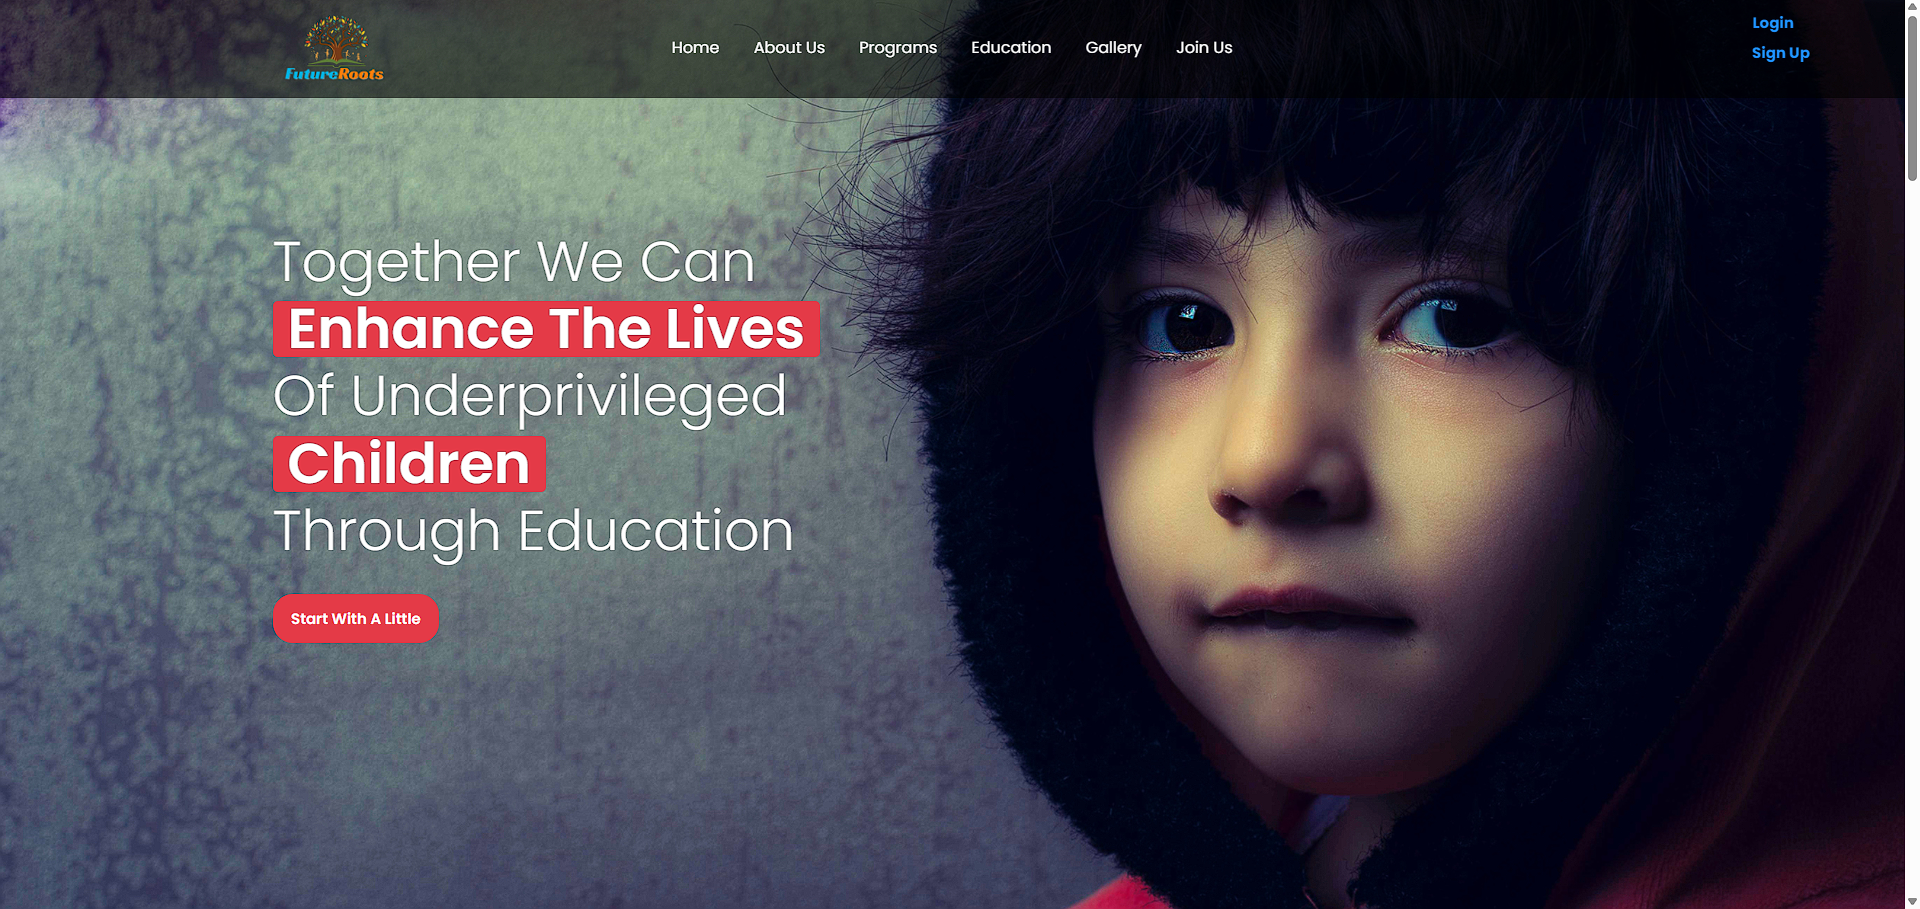 FutureRoots
Home
About Us
Programs
Education
Gallery
Join Us
Login
Sign Up
Together We Can
Enhance The Lives
Of Underprivileged
Children
Through Education
Start With A Little